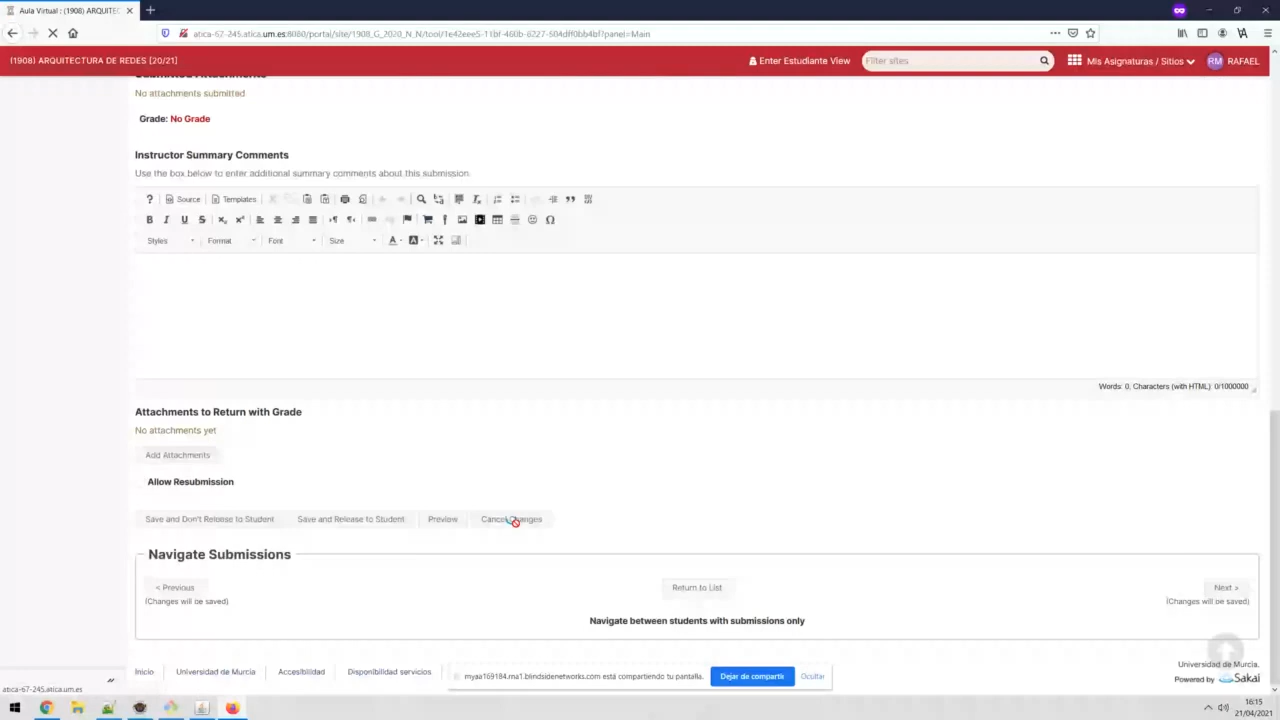 Aula Virtual : (1908) ARQUITEC
atica-67-245.atica.um.es:8080/portal/site/1908_G_2020_N_N/tool/1e42eee5-11bf-460b-8227-604dff0bb4bf?panel=Main
(1908) ARQUITECTURA DE REDES [20/21]
Enter Estudiante View
Filter sites
Mis Asignaturas / Sitios
RM RAFAEL
Submitted Attachments
No attachments submitted
Grade: No Grade
Instructor Summary Comments
Use the box below to enter additional summary comments about this submission.
Source Templates
Styles Format Font Size
Words: 0, Characters (with HTML): 0/1000000
Attachments to Return with Grade
No attachments yet
Add Attachments
Allow Resubmission
Save and Don't Release to Student Save and Release to Student Preview Cancel Changes
Navigate Submissions
< Previous Return to List Next >
(Changes will be saved) (Changes will be saved)
Navigate between students with submissions only
Inicio Universidad de Murcia Accesibilidad Disponibilidad servicios
myaa169184.rna1.blindsidenetworks.com está compartiendo tu pantalla. Dejar de compartir Ocultar
Universidad de Murcia.
Powered by Sakai
atica-67-245.atica.um.es
16:15
21/04/2021